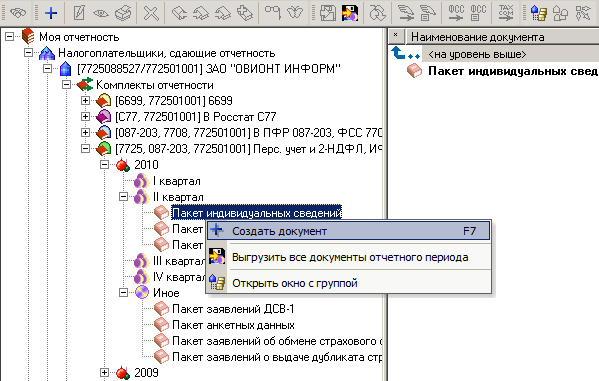 Моя отчетность
Налогоплательщики, сдающие отчетность
[7725088527/772501001] ЗАО "ОВИОНТ ИНФОРМ"
Комплекты отчетности
[6699, 772501001] 6699
[С77, 772501001] В Росстат С77
[087-203, 7708, 772501001] В ПФР 087-203, ФСС 770
[7725, 087-203, 772501001] Перс. учет и 2-НДФЛ, ИФ
2010
I квартал
II квартал
Пакет индивидуальных сведений
Пакет
Пакет
III квартал
IV квартал
Иное
Пакет заявлений ДСВ-1
Пакет анкетных данных
Пакет заявлений об обмене страхового с
Пакет заявлений о выдаче дубликата стр
2009
Создать документ F7
Выгрузить все документы отчетного периода
Открыть окно с группой
× Наименование документа
<на уровень выше>
Пакет индивидуальных свед